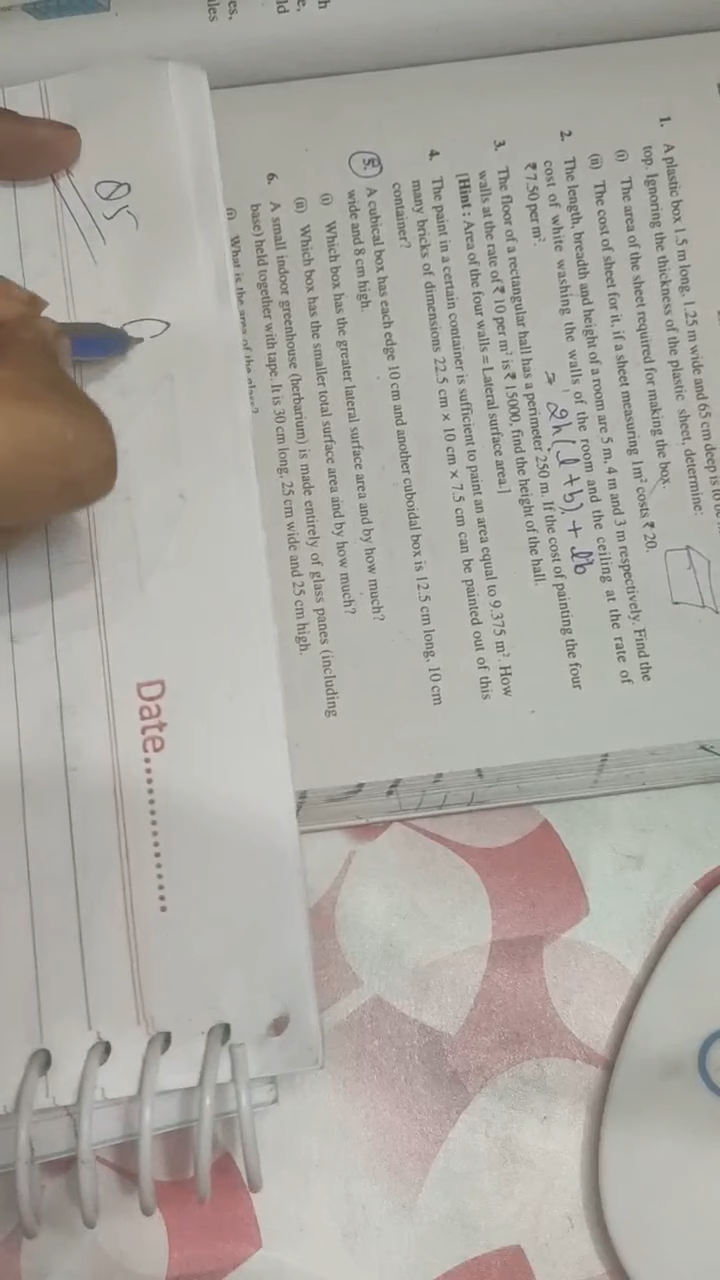 1. A plastic box 1.5 m long, 1.25 m wide and 65 cm deep is to be
top. Ignoring the thickness of the plastic sheet, determine:
(i) The area of the sheet required for making the box.
(ii) The cost of sheet for it, if a sheet measuring 1m² costs ₹ 20.
2. The length, breadth and height of a room are 5 m, 4 m and 3 m respectively. Find the
cost of white washing the walls of the room and the ceiling at the rate of
₹ 7.50 per m².
= 2h(l+b) + lb
3. The floor of a rectangular hall has a perimeter 250 m. If the cost of painting the four
walls at the rate of ₹ 10 per m² is ₹ 15000, find the height of the hall.
[Hint : Area of the four walls = Lateral surface area.]
4. The paint in a certain container is sufficient to paint an area equal to 9.375 m². How
many bricks of dimensions 22.5 cm × 10 cm × 7.5 cm can be painted out of this
container?
5. A cubical box has each edge 10 cm and another cuboidal box is 12.5 cm long, 10 cm
wide and 8 cm high.
(i) Which box has the greater lateral surface area and by how much?
(ii) Which box has the smaller total surface area and by how much?
6. A small indoor greenhouse (herbarium) is made entirely of glass panes (including
base) held together with tape. It is 30 cm long, 25 cm wide and 25 cm high.
(i) What is the area of the glass?
h
e,
ld
es,
les
Date...............
Q5